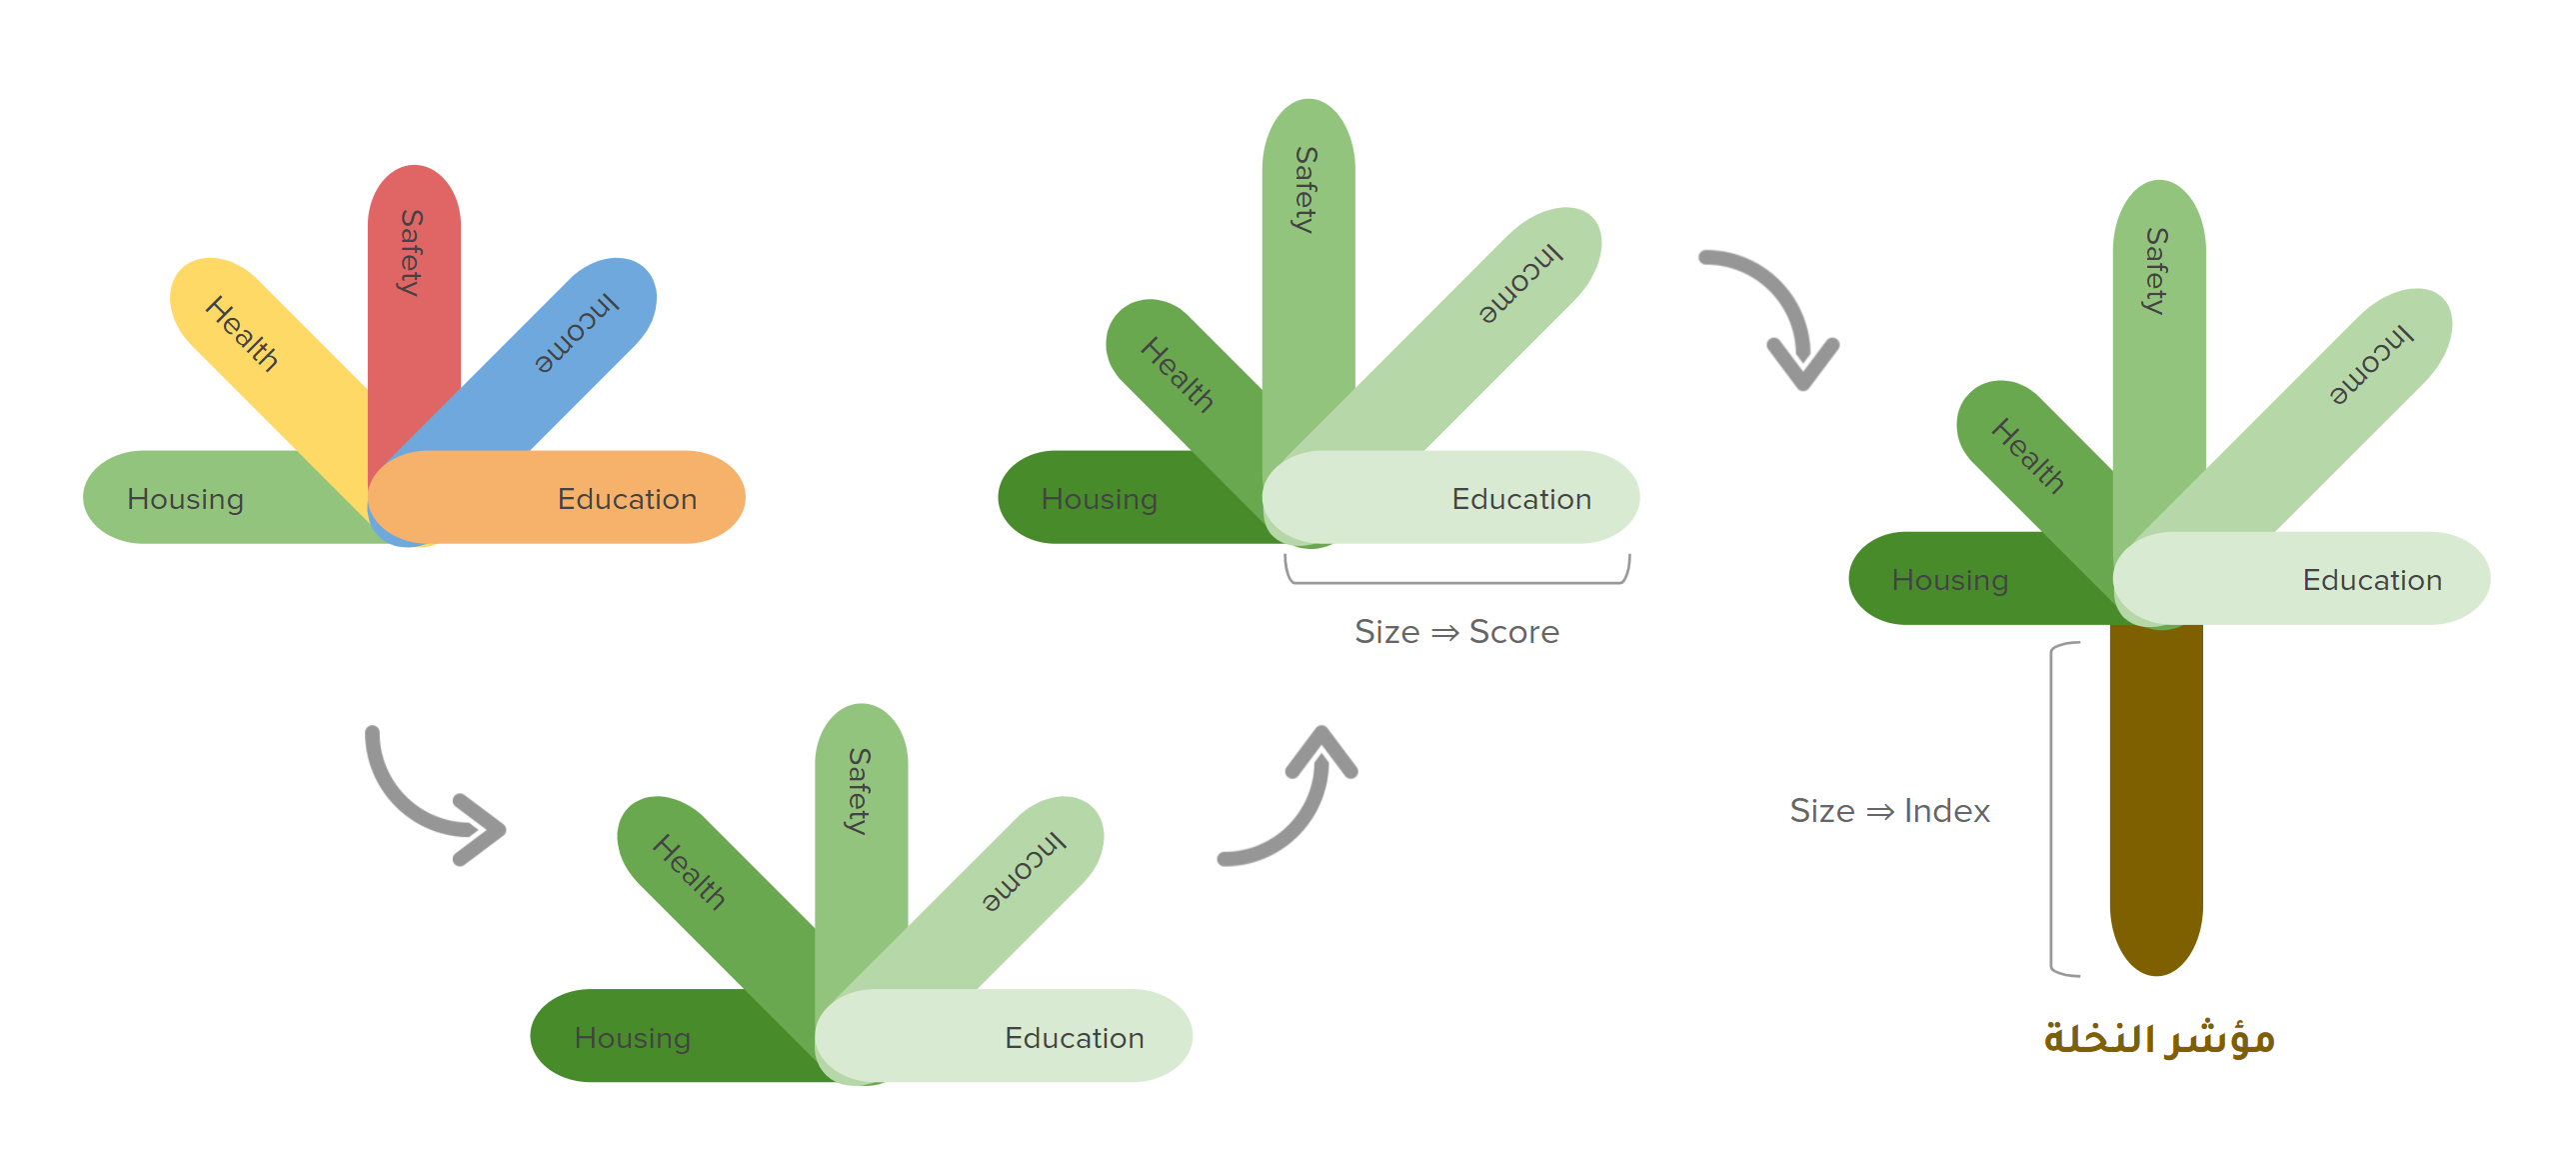 Safety
Health
Income
Housing
Education
Safety
Health
Income
Housing
Education
Safety
Income
Health
Housing
Education
Size ⇒ Score
Safety
Income
Health
Housing
Education
Size ⇒ Index
مؤشر النخلة